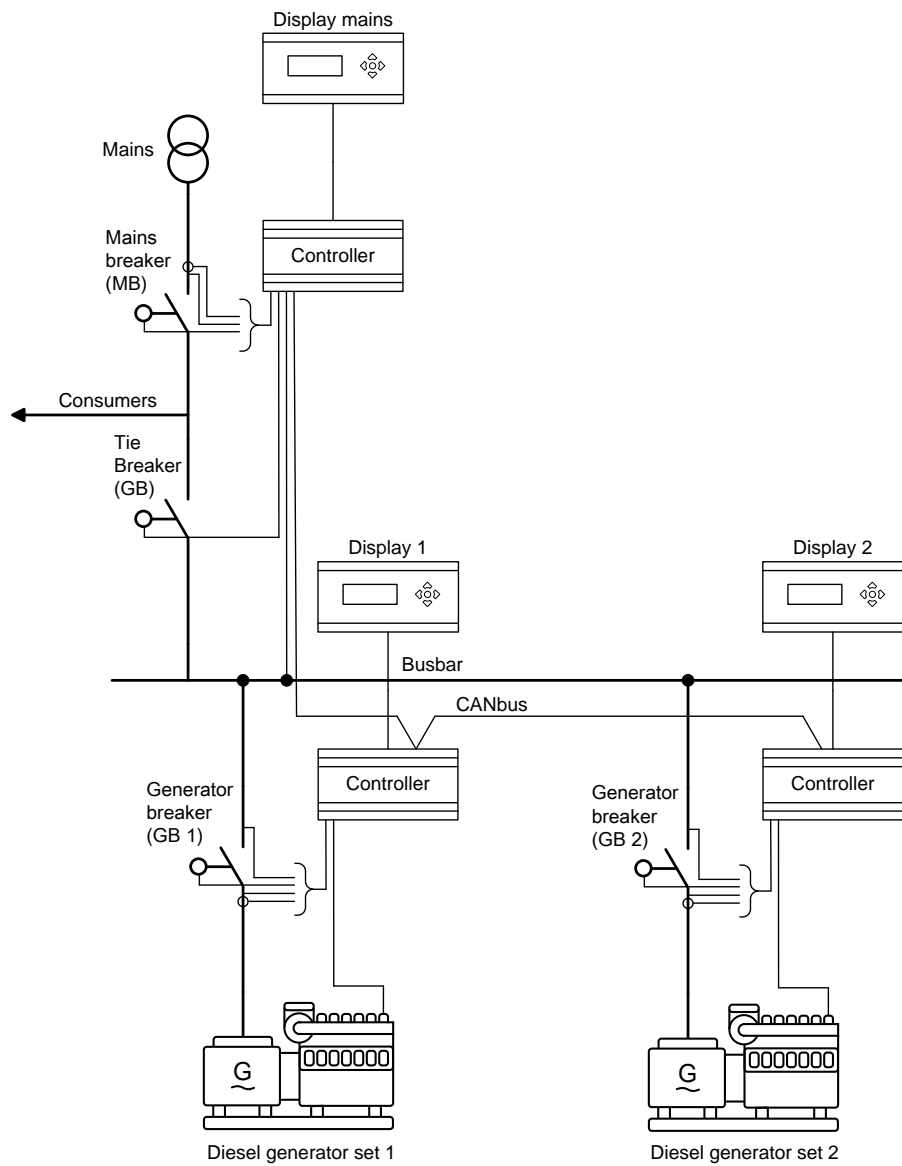 Display mains
Mains
Controller
Mains
breaker
(MB)
Consumers
Tie
Breaker
(GB)
Display 1
Display 2
Busbar
CANbus
Controller
Controller
Generator
breaker
(GB 1)
Generator
breaker
(GB 2)
G
G
Diesel generator set 1
Diesel generator set 2